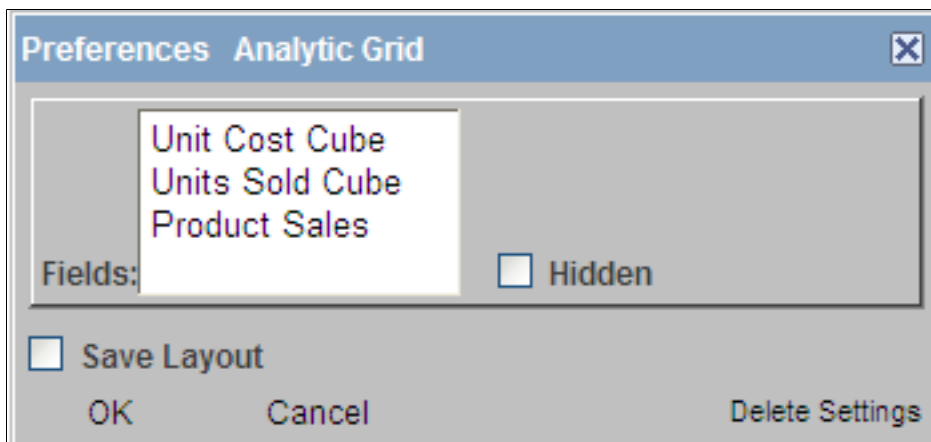 Preferences Analytic Grid
Unit Cost Cube
Units Sold Cube
Product Sales
Fields:
Hidden
Save Layout
OK Cancel Delete Settings